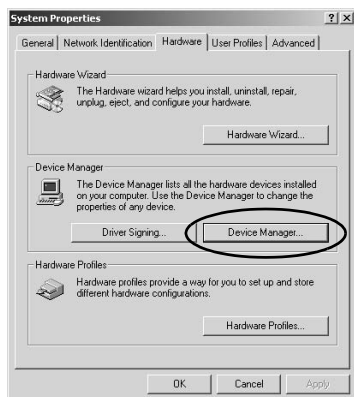 System Properties
? ×
General Network Identification Hardware User Profiles Advanced
Hardware Wizard
The Hardware wizard helps you install, uninstall, repair,
unplug, eject, and configure your hardware.
Hardware Wizard...
Device Manager
The Device Manager lists all the hardware devices installed
on your computer. Use the Device Manager to change the
properties of any device.
Driver Signing... Device Manager...
Hardware Profiles
Hardware profiles provide a way for you to set up and store
different hardware configurations.
Hardware Profiles...
OK Cancel Apply